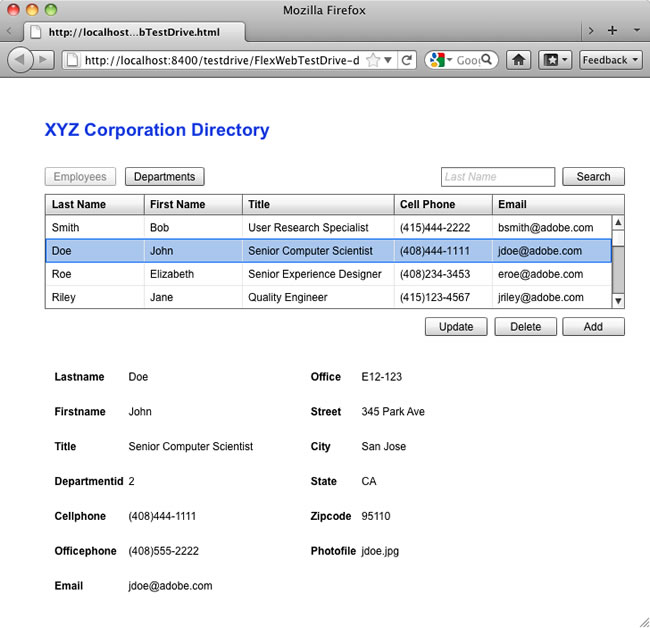 Mozilla Firefox
http://localhost...bTestDrive.html
http://localhost:8400/testdrive/FlexWebTestDrive-d
Goog
Feedback
XYZ Corporation Directory
Employees Departments Last Name Search
Last Name First Name Title Cell Phone Email
Smith Bob User Research Specialist (415)444-2222 bsmith@adobe.com
Doe John Senior Computer Scientist (408)444-1111 jdoe@adobe.com
Roe Elizabeth Senior Experience Designer (408)234-3453 eroe@adobe.com
Riley Jane Quality Engineer (415)123-4567 jriley@adobe.com
Update Delete Add
Lastname Doe Office E12-123
Firstname John Street 345 Park Ave
Title Senior Computer Scientist City San Jose
Departmentid 2 State CA
Cellphone (408)444-1111 Zipcode 95110
Officephone (408)555-2222 Photofile jdoe.jpg
Email jdoe@adobe.com